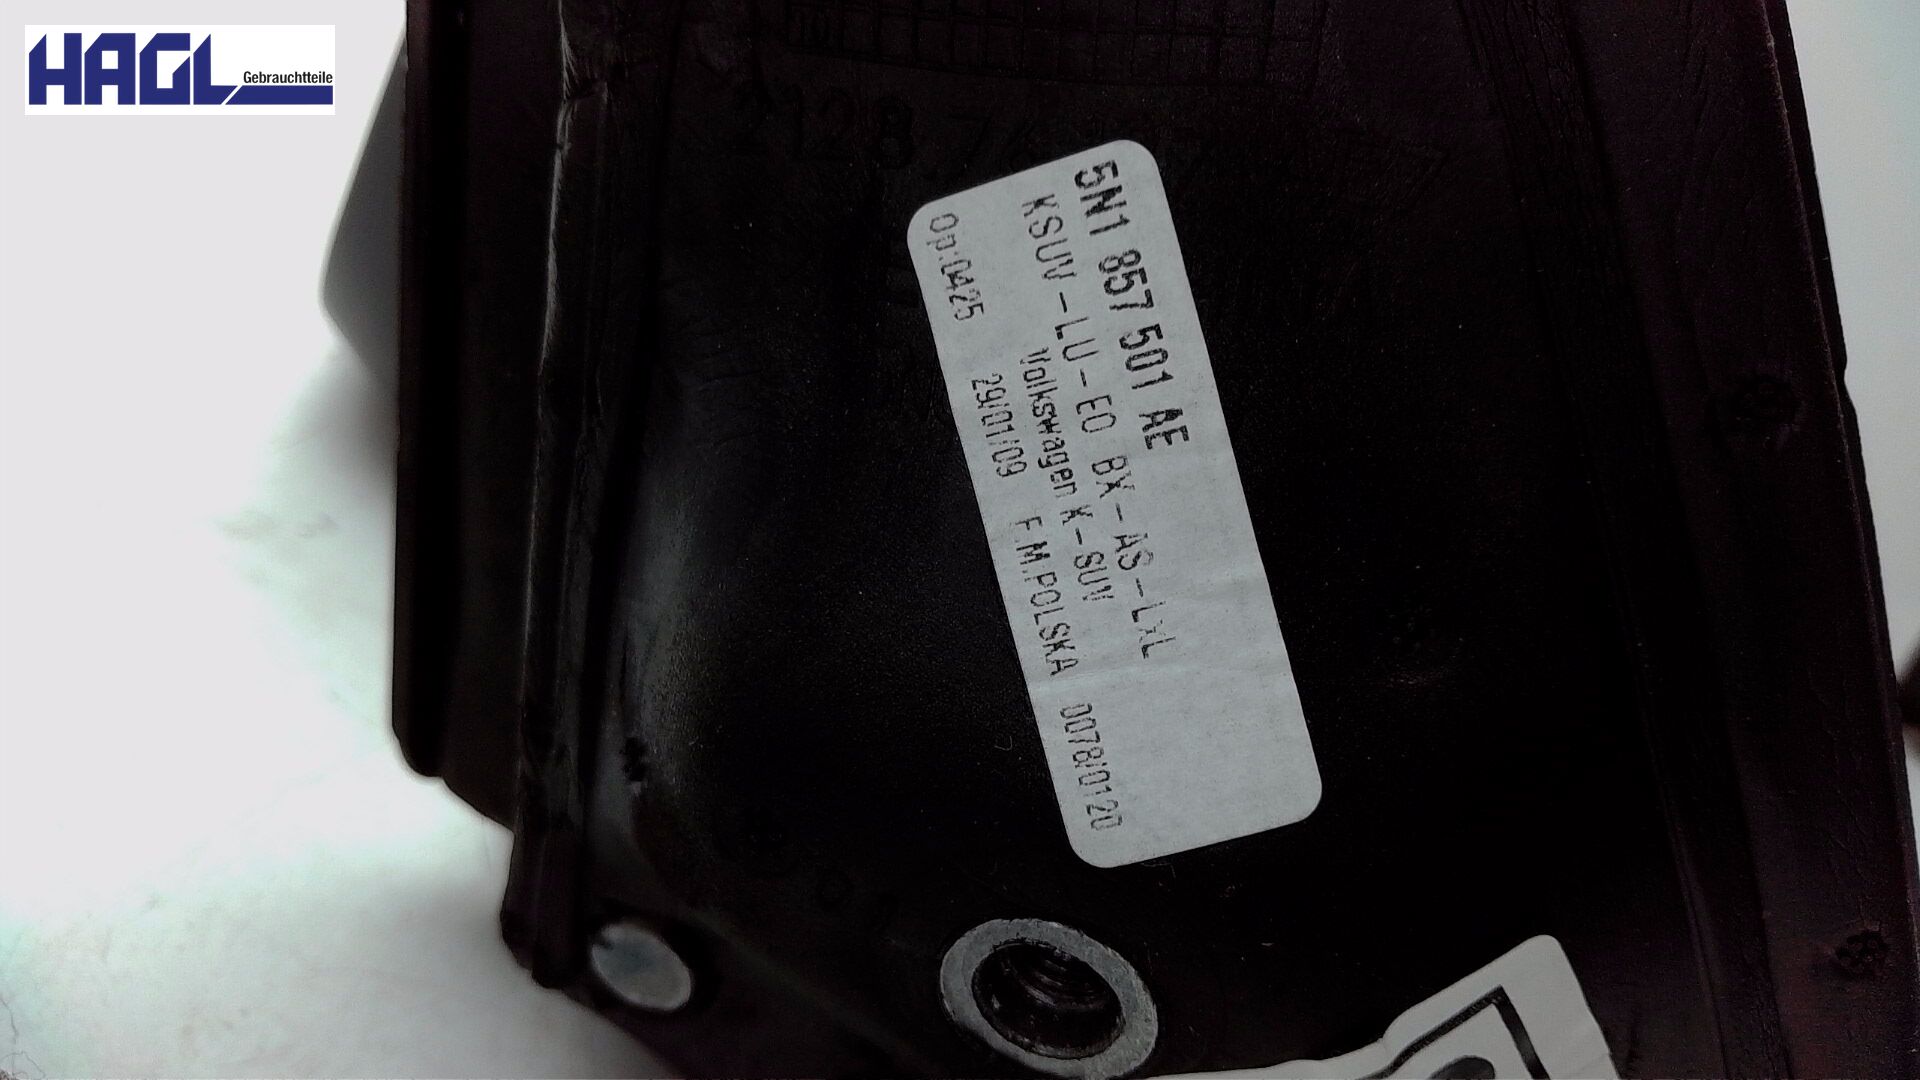 HAGL
Gebrauchtteile
2128
5N1 857 501 AE
KSUV-LU-EO BX-AS-LXL
Volkswagen K-SUV
Op:0425 29/01/09 F.M.POLSKA 0078/0120